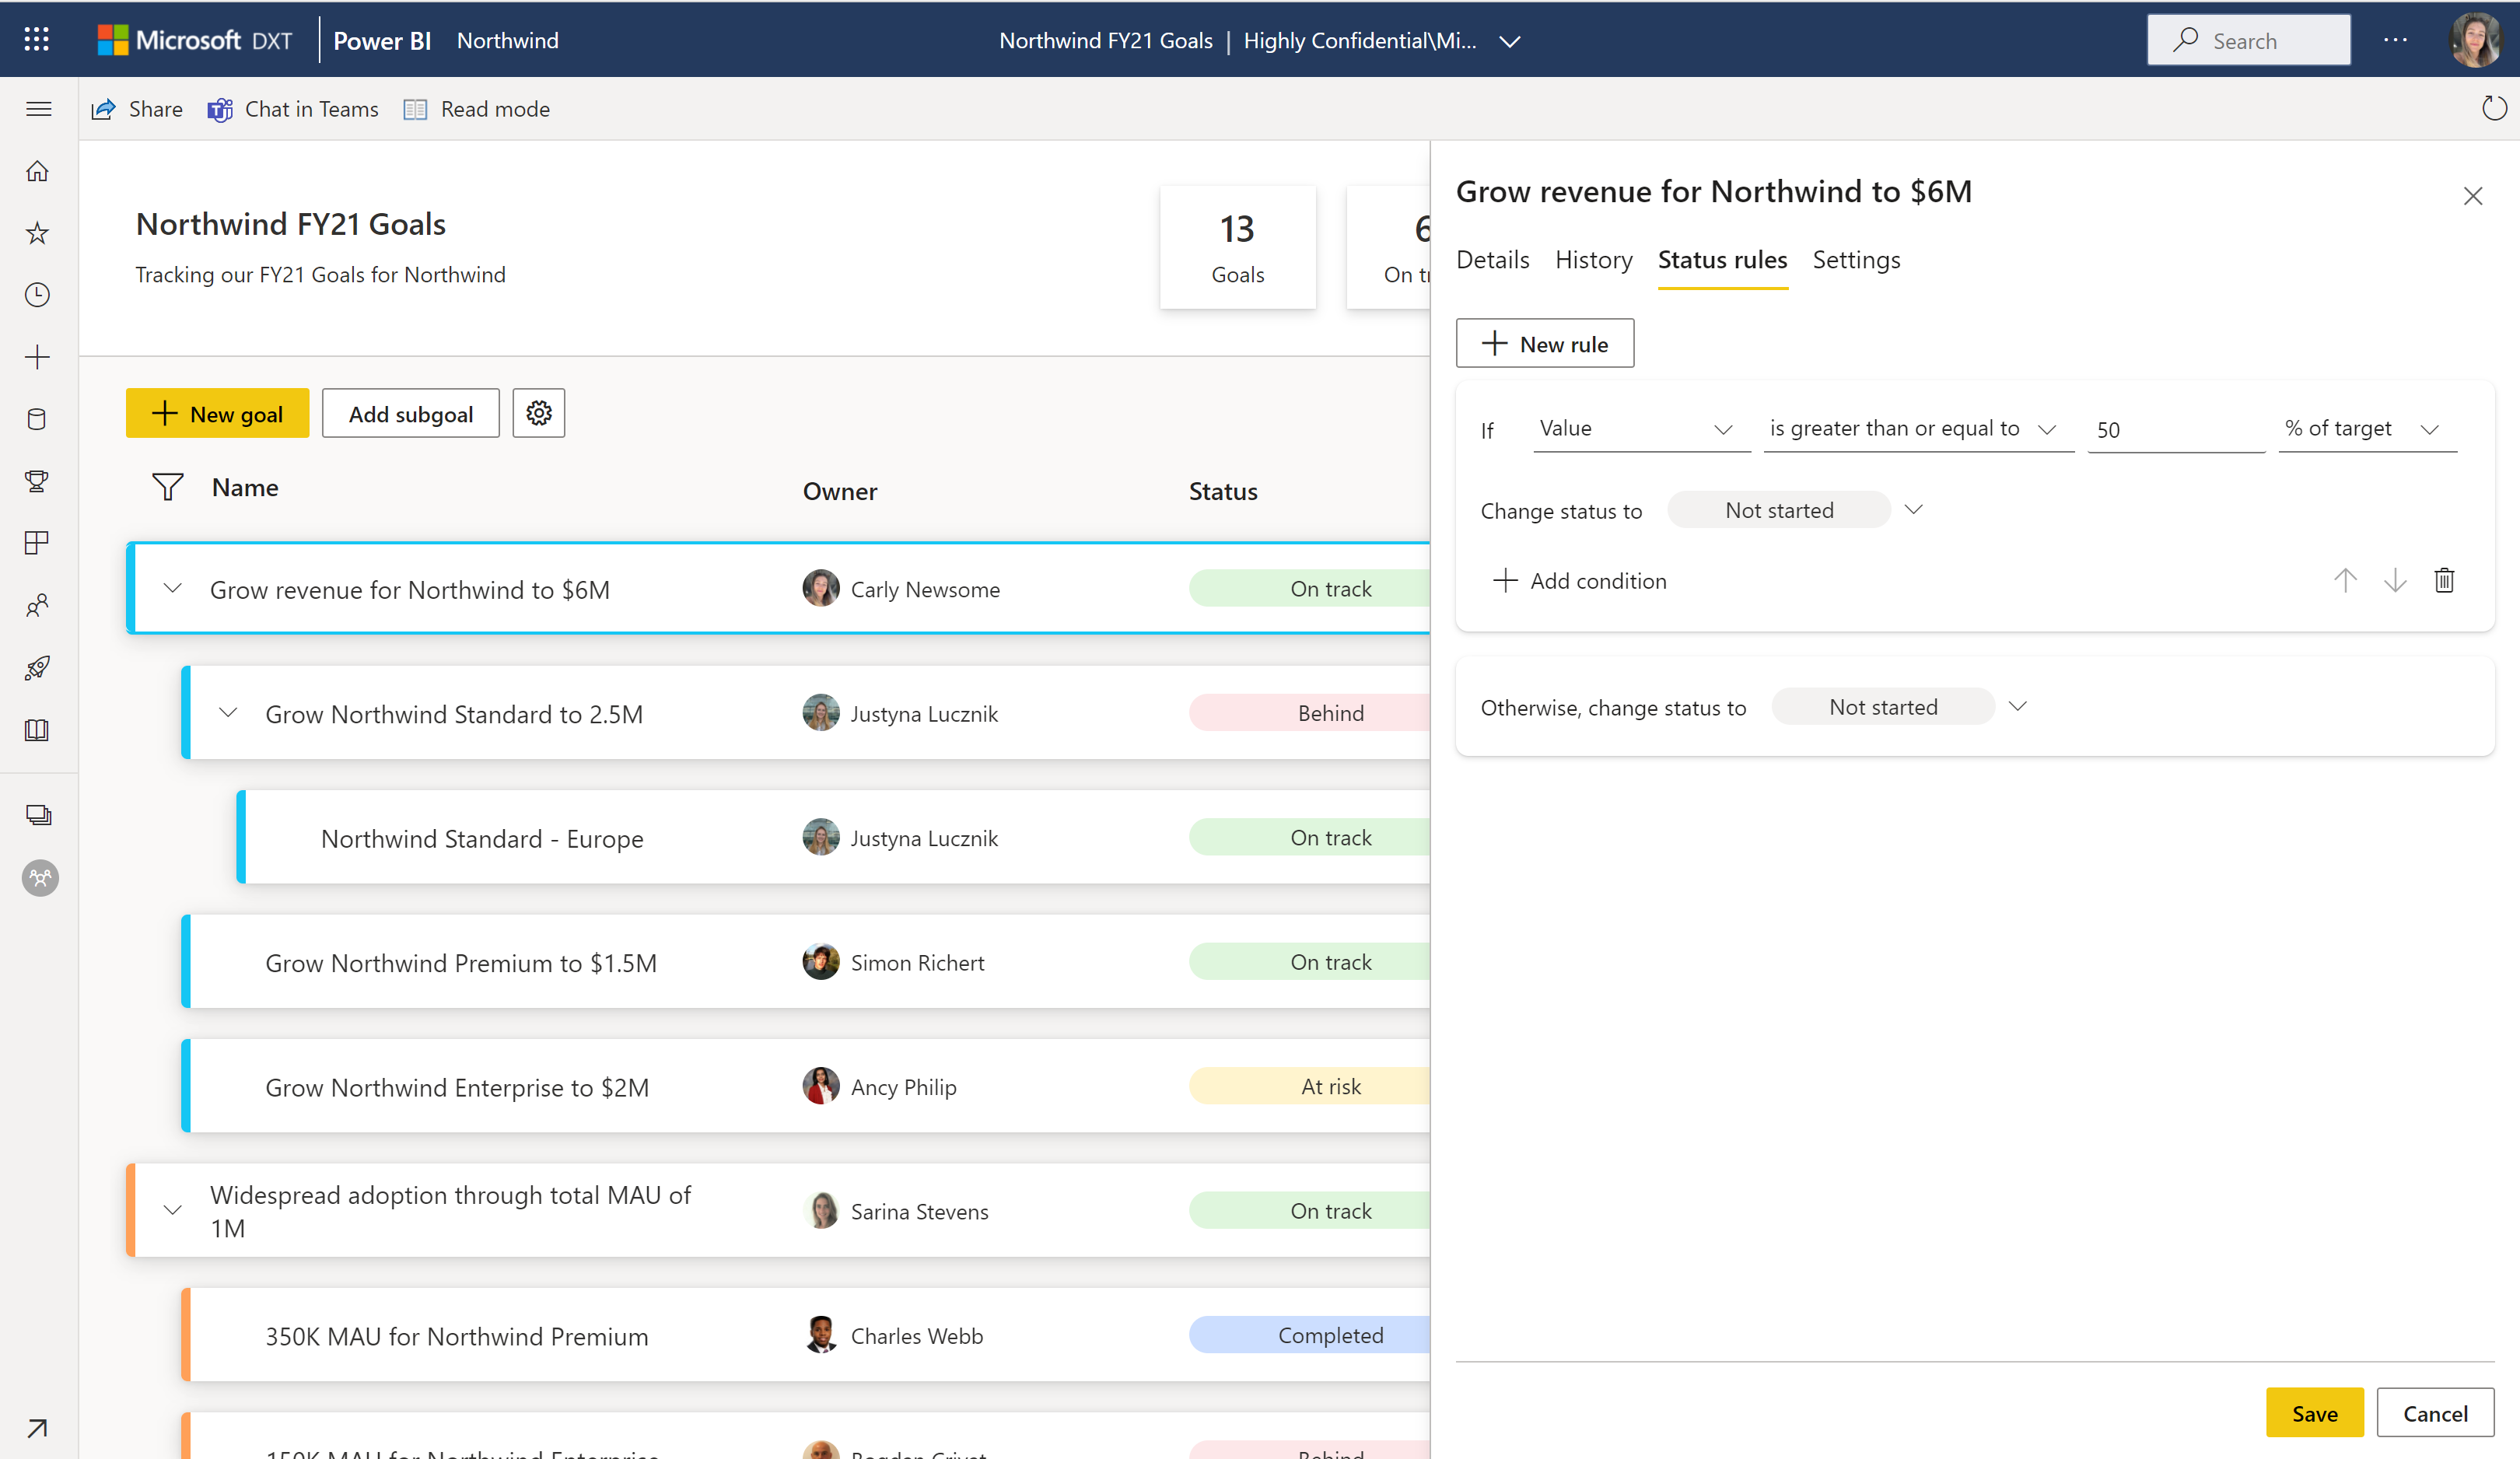 Microsoft DXT
Power BI
Northwind
Northwind FY21 Goals | Highly Confidential\Mi...
Search
Share
Chat in Teams
Read mode
Northwind FY21 Goals
Tracking our FY21 Goals for Northwind
13
Goals
6
On tr
New goal
Add subgoal
Name
Owner
Status
Grow revenue for Northwind to $6M
Carly Newsome
On track
Grow Northwind Standard to 2.5M
Justyna Lucznik
Behind
Northwind Standard - Europe
Justyna Lucznik
On track
Grow Northwind Premium to $1.5M
Simon Richert
On track
Grow Northwind Enterprise to $2M
Ancy Philip
At risk
Widespread adoption through total MAU of
1M
Sarina Stevens
On track
350K MAU for Northwind Premium
Charles Webb
Completed
150K MAU for Northwind Enterprise
Behind
Grow revenue for Northwind to $6M
Details
History
Status rules
Settings
New rule
If
Value
is greater than or equal to
50
% of target
Change status to
Not started
Add condition
Otherwise, change status to
Not started
Save
Cancel